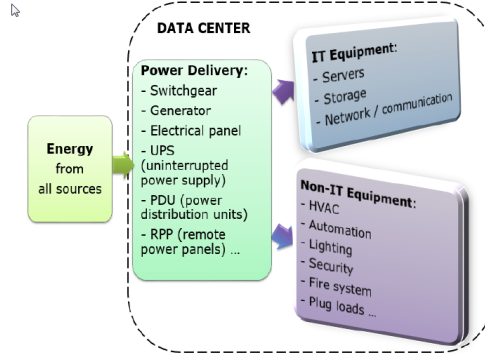 DATA CENTER
Energy
from
all sources
Power Delivery:
- Switchgear
- Generator
- Electrical panel
- UPS
(uninterrupted
power supply)
- PDU (power
distribution units)
- RPP (remote
power panels) ...
IT Equipment:
- Servers
- Storage
- Network / communication
Non-IT Equipment:
- HVAC
- Automation
- Lighting
- Security
- Fire system
- Plug loads ...